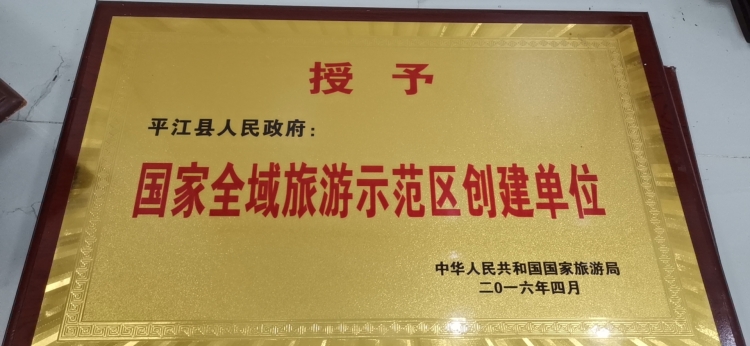 授 予
平江县人民政府：
国家全域旅游示范区创建单位
中华人民共和国国家旅游局
二0一六年四月